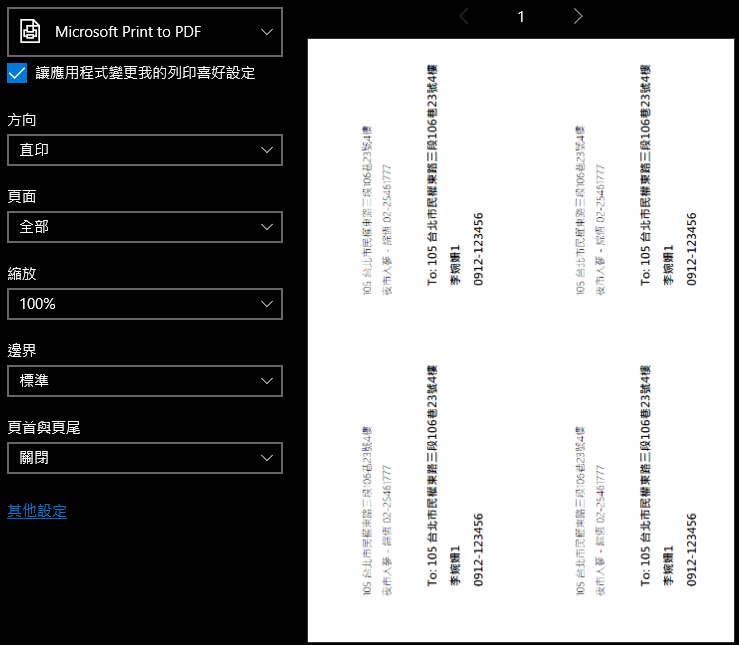 Microsoft Print to PDF
讓應用程式變更我的列印喜好設定
方向
直印
頁面
全部
縮放
100%
邊界
標準
頁首與頁尾
關閉
其他設定
1
105 台北市民權東路三段106巷23號4樓
夜市人蔘 - 綜恆 02-25461777
To: 105 台北市民權東路三段106巷23號4樓
李婉姍1
0912-123456
105 台北市民權東路三段106巷23號4樓
夜市人蔘 - 綜恆 02-25461777
To: 105 台北市民權東路三段106巷23號4樓
李婉姍1
0912-123456
105 台北市民權東路三段106巷23號4樓
夜市人蔘 - 綜恆 02-25461777
To: 105 台北市民權東路三段106巷23號4樓
李婉姍1
0912-123456
105 台北市民權東路三段106巷23號4樓
夜市人蔘 - 綜恆 02-25461777
To: 105 台北市民權東路三段106巷23號4樓
李婉姍1
0912-123456